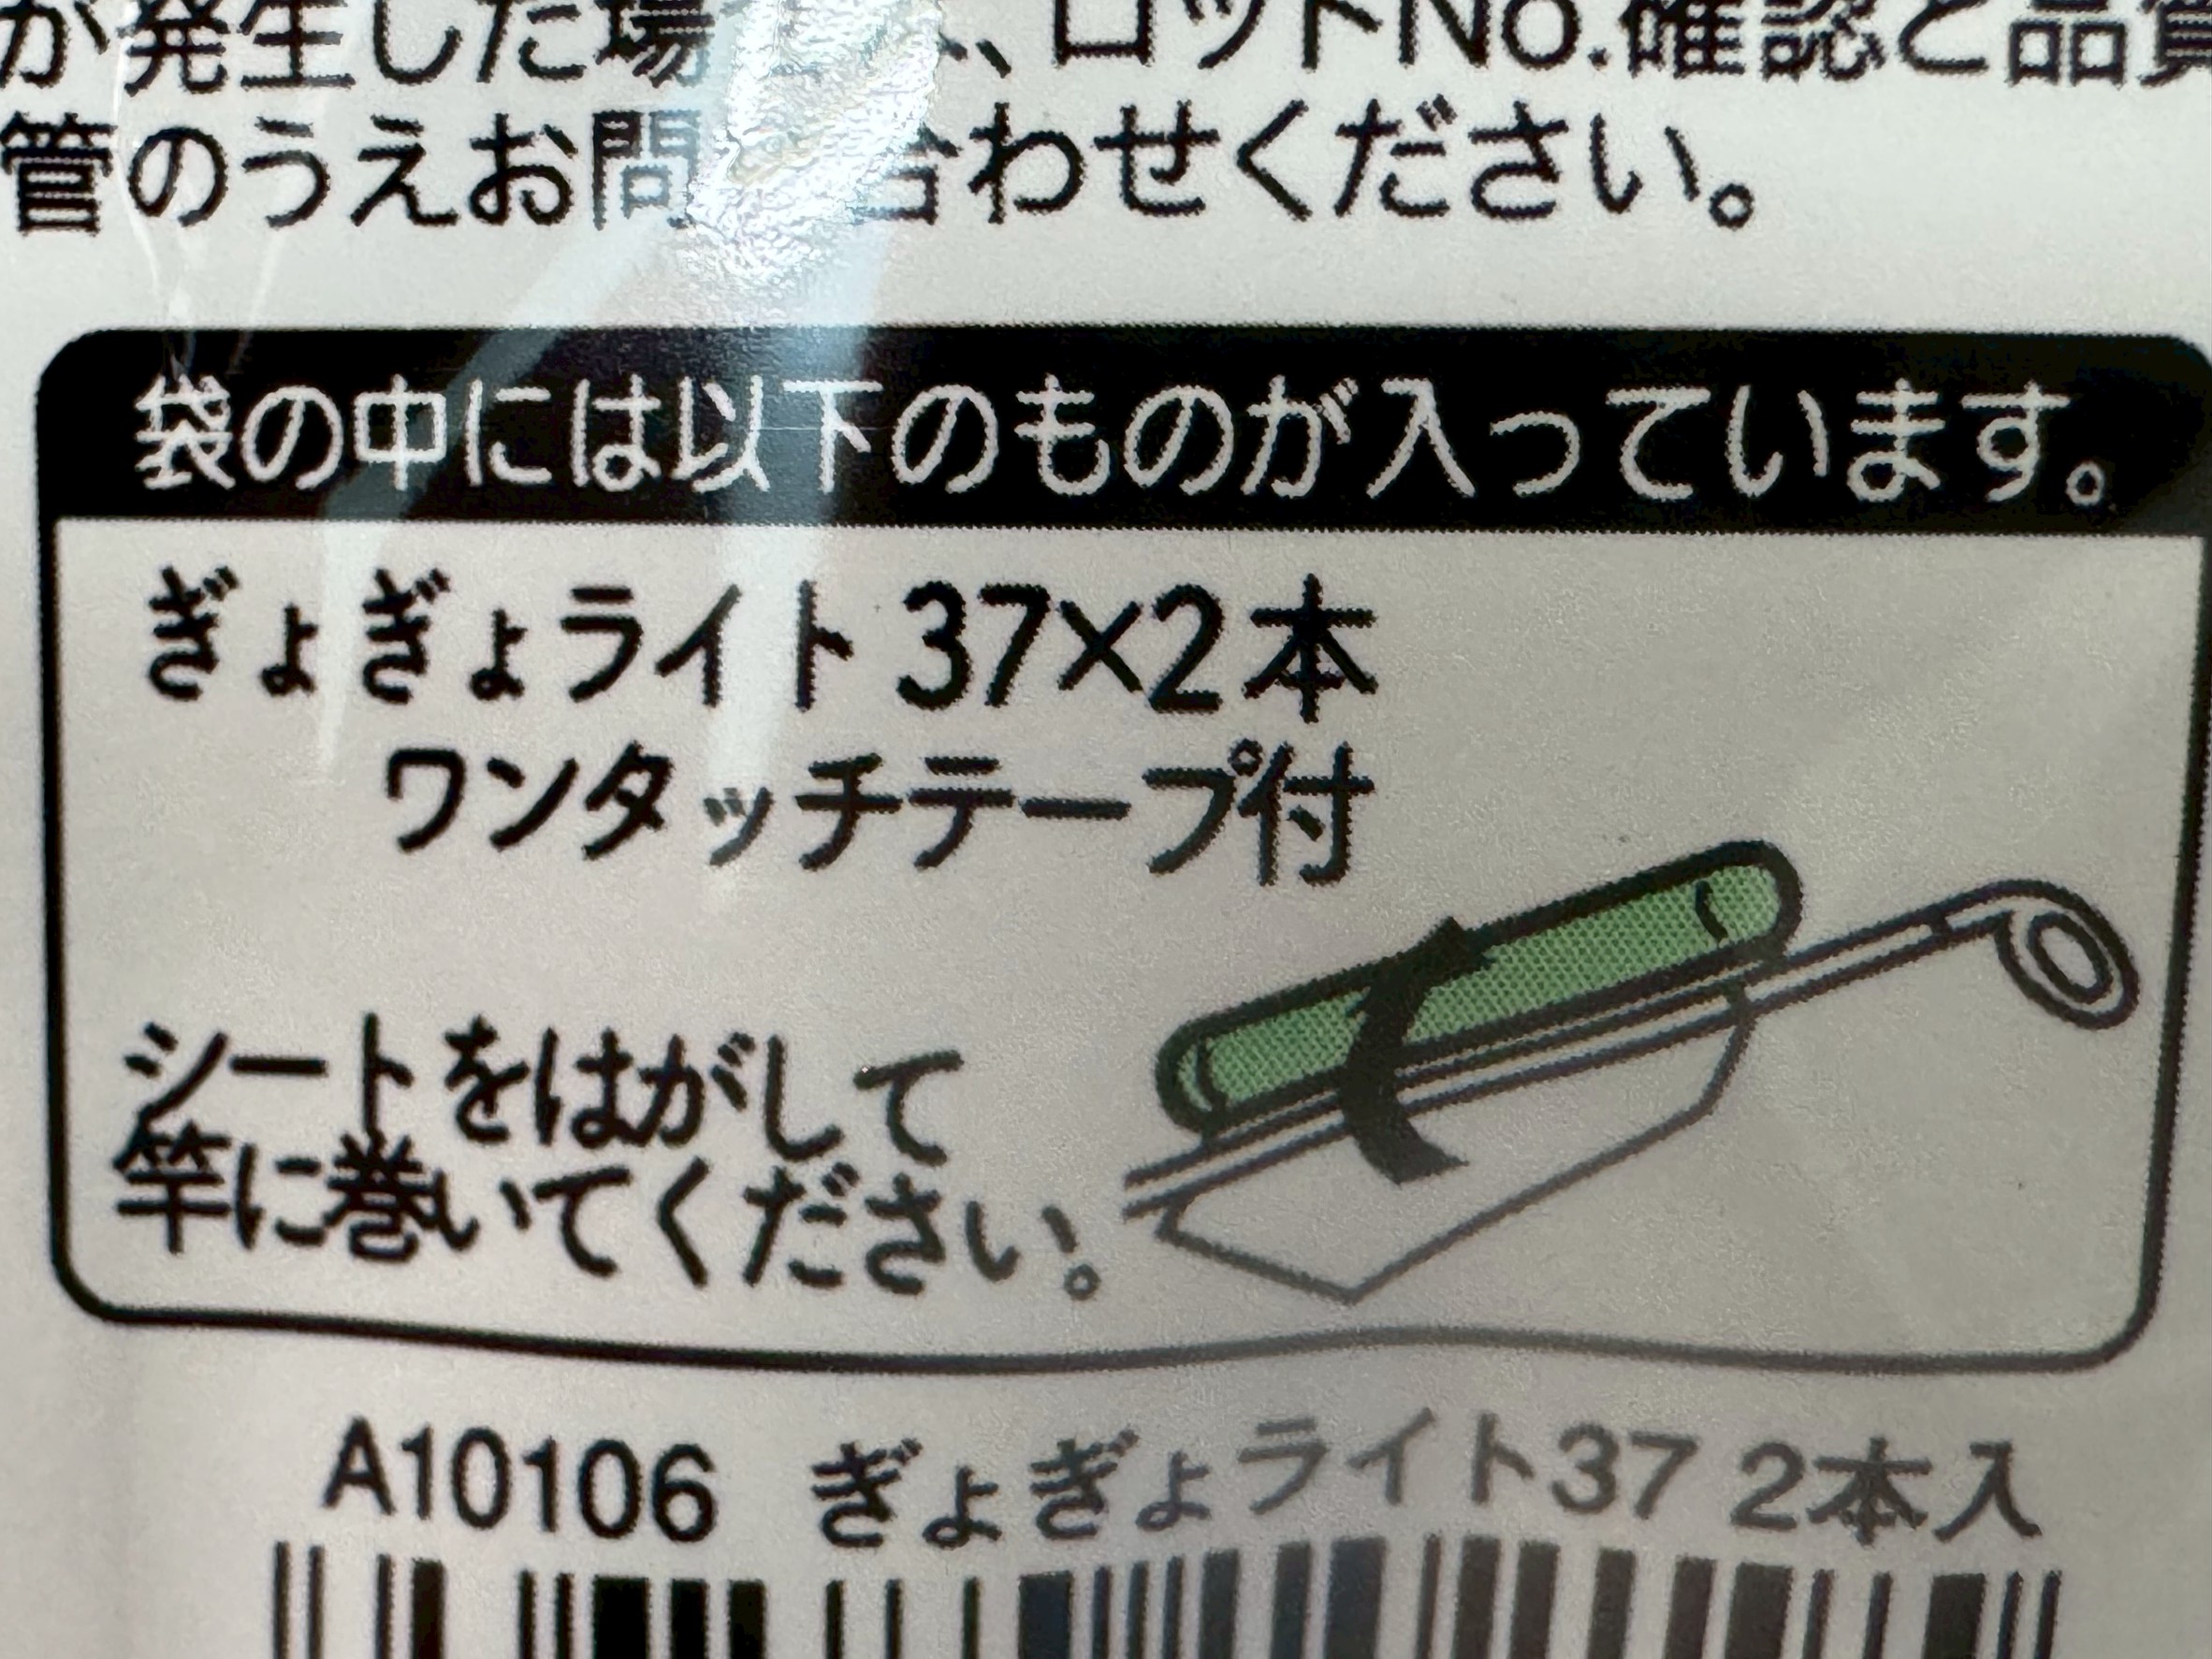 が発生した場、ロットNo.確認と品質
管のうえお問合わせください。
袋の中には以下のものが入っています。
ぎょぎょライト 37×2本
ワンタッチテープ付
シートをはがして
竿に巻いてください。
A10106 ぎょぎょライト37 2本入